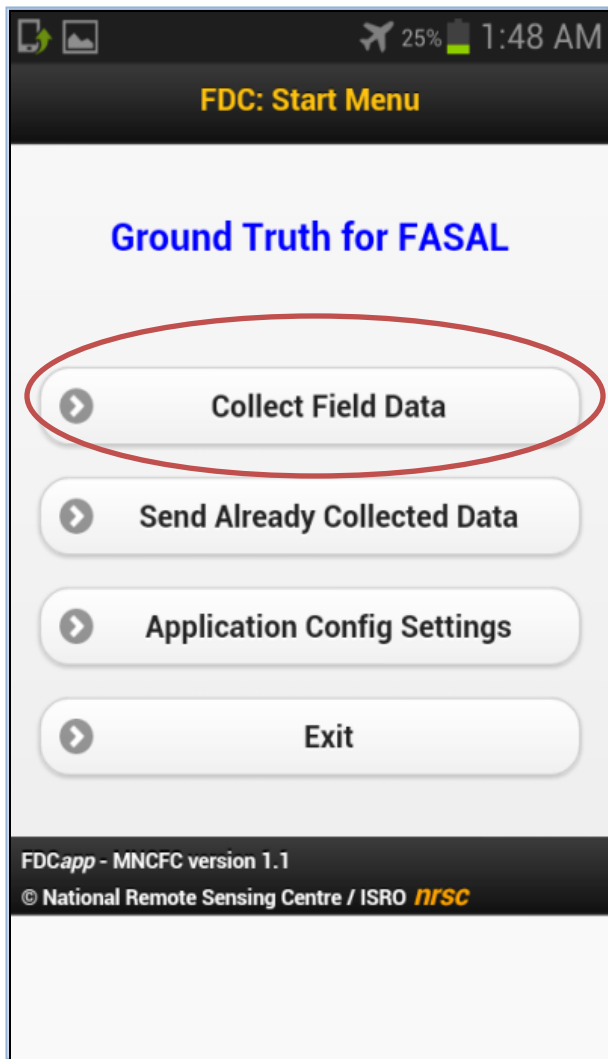 25% 1:48 AM
FDC: Start Menu
Ground Truth for FASAL
Collect Field Data
Send Already Collected Data
Application Config Settings
Exit
FDCapp - MNCFC version 1.1
© National Remote Sensing Centre / ISRO nrsc